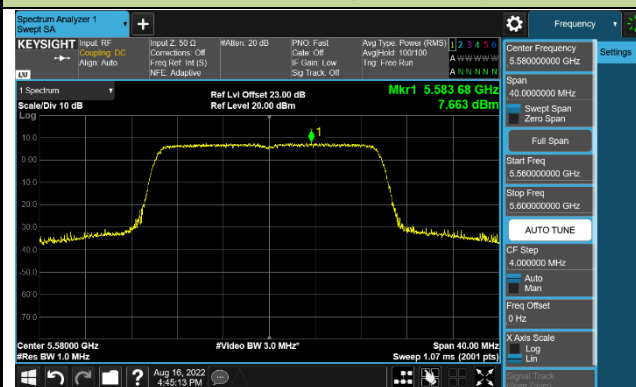 Spectrum Analyzer 1
Swept SA
Frequency
KEYSIGHT
Input: RF
Coupling: DC
Align: Auto
Input Z: 50 Ω
Corrections: Off
Freq Ref: Int (S)
NFE: Adaptive
#Atten: 20 dB
PNO: Fast
Gate: Off
IF Gain: Low
Sig Track: Off
Avg Type: Power (RMS)
Avg|Hold: 100/100
Trig: Free Run
1 2 3 4 5 6
A W W W W W
A N N N N N
LXI
1 Spectrum
Scale/Div 10 dB
Log
Ref Lvl Offset 23.00 dB
Ref Level 20.00 dBm
Mkr1 5.583 68 GHz
7.663 dBm
1
10.0
0.00
10.0
20.0
30.0
40.0
-50.0
60.0
70.0
Center 5.58000 GHz
#Res BW 1.0 MHz
#Video BW 3.0 MHz*
Span 40.00 MHz
Sweep 1.07 ms (2001 pts)
Aug 16, 2022
4:45:13 PM
Center Frequency
5.580000000 GHz
Span
40.0000000 MHz
Swept Span
Zero Span
Full Span
Start Freq
5.560000000 GHz
Stop Freq
5.600000000 GHz
AUTO TUNE
CF Step
4.000000 MHz
Auto
Man
Freq Offset
0 Hz
X Axis Scale
Log
Lin
Signal Track
(Span Zoom)
Settings